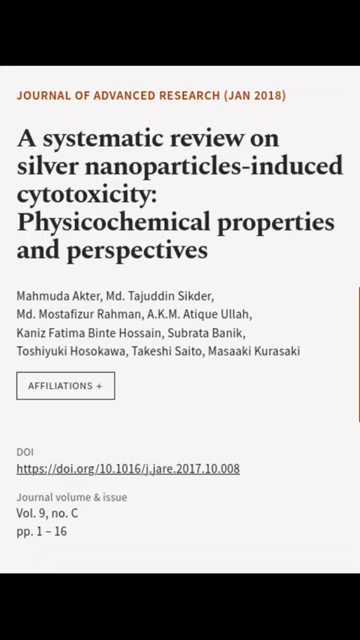 JOURNAL OF ADVANCED RESEARCH (JAN 2018)
A systematic review on
silver nanoparticles-induced
cytotoxicity:
Physicochemical properties
and perspectives
Mahmuda Akter, Md. Tajuddin Sikder,
Md. Mostafizur Rahman, A.K.M. Atique Ullah,
Kaniz Fatima Binte Hossain, Subrata Banik,
Toshiyuki Hosokawa, Takeshi Saito, Masaaki Kurasaki
AFFILIATIONS +
DOI
https://doi.org/10.1016/j.jare.2017.10.008
Journal volume & issue
Vol. 9, no. C
pp. 1 – 16